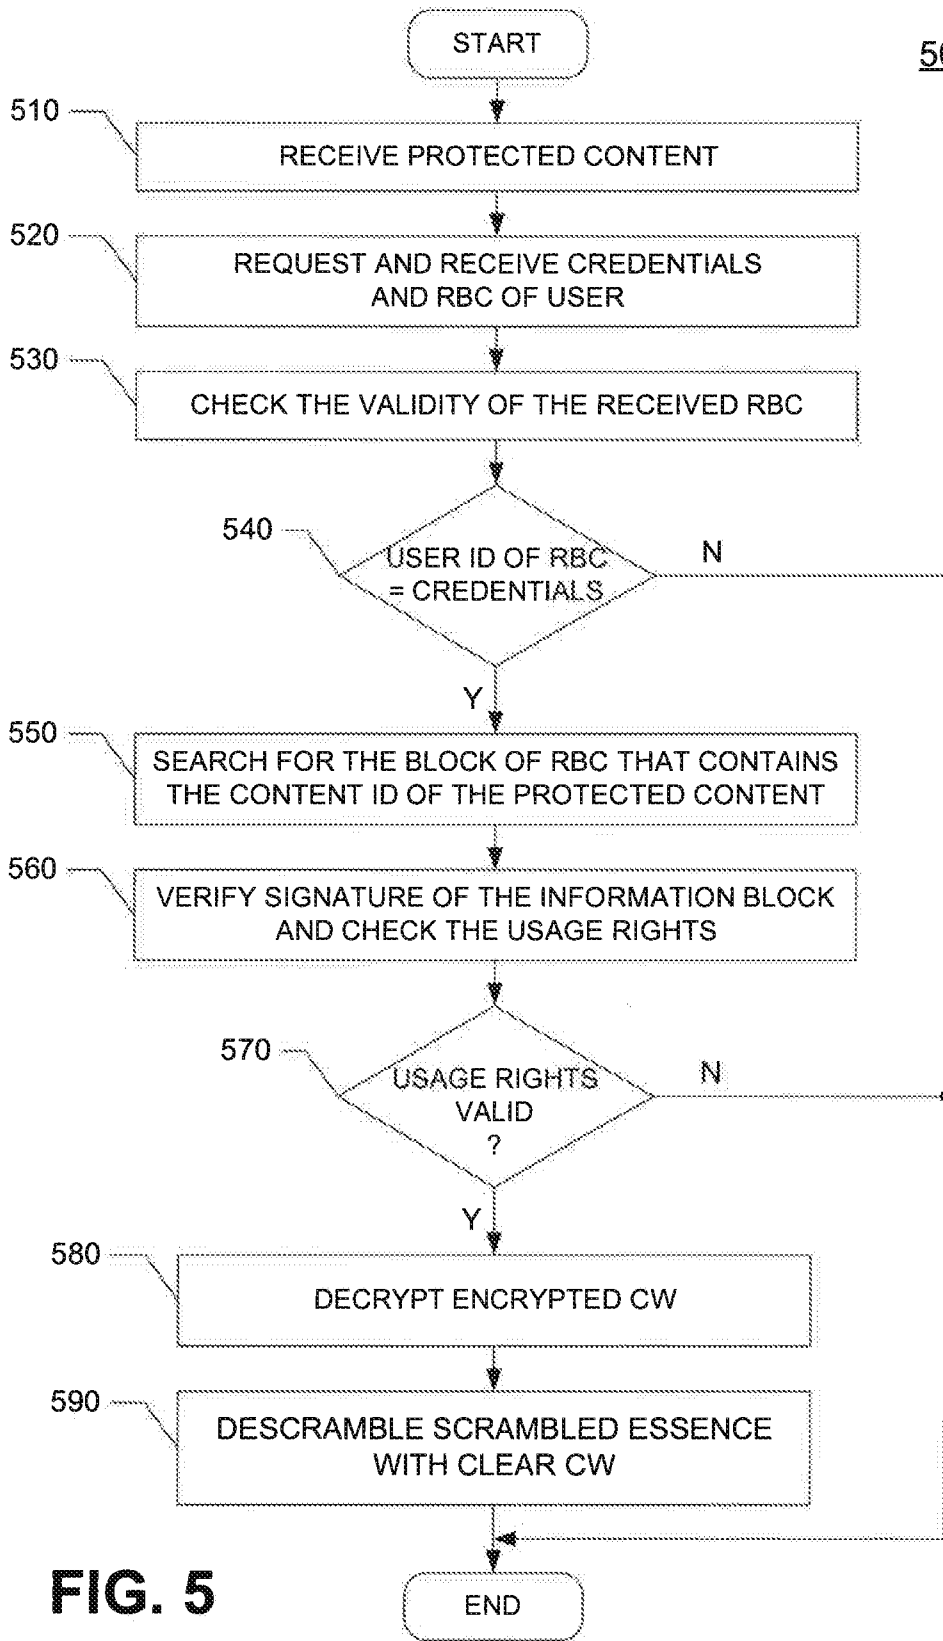 START
510
RECEIVE PROTECTED CONTENT
520
REQUEST AND RECEIVE CREDENTIALS
AND RBC OF USER
530
CHECK THE VALIDITY OF THE RECEIVED RBC
540
USER ID OF RBC
= CREDENTIALS
N
Y
550
SEARCH FOR THE BLOCK OF RBC THAT CONTAINS
THE CONTENT ID OF THE PROTECTED CONTENT
560
VERIFY SIGNATURE OF THE INFORMATION BLOCK
AND CHECK THE USAGE RIGHTS
570
USAGE RIGHTS
VALID
?
N
Y
580
DECRYPT ENCRYPTED CW
590
DESCRAMBLE SCRAMBLED ESSENCE
WITH CLEAR CW
END
FIG. 5